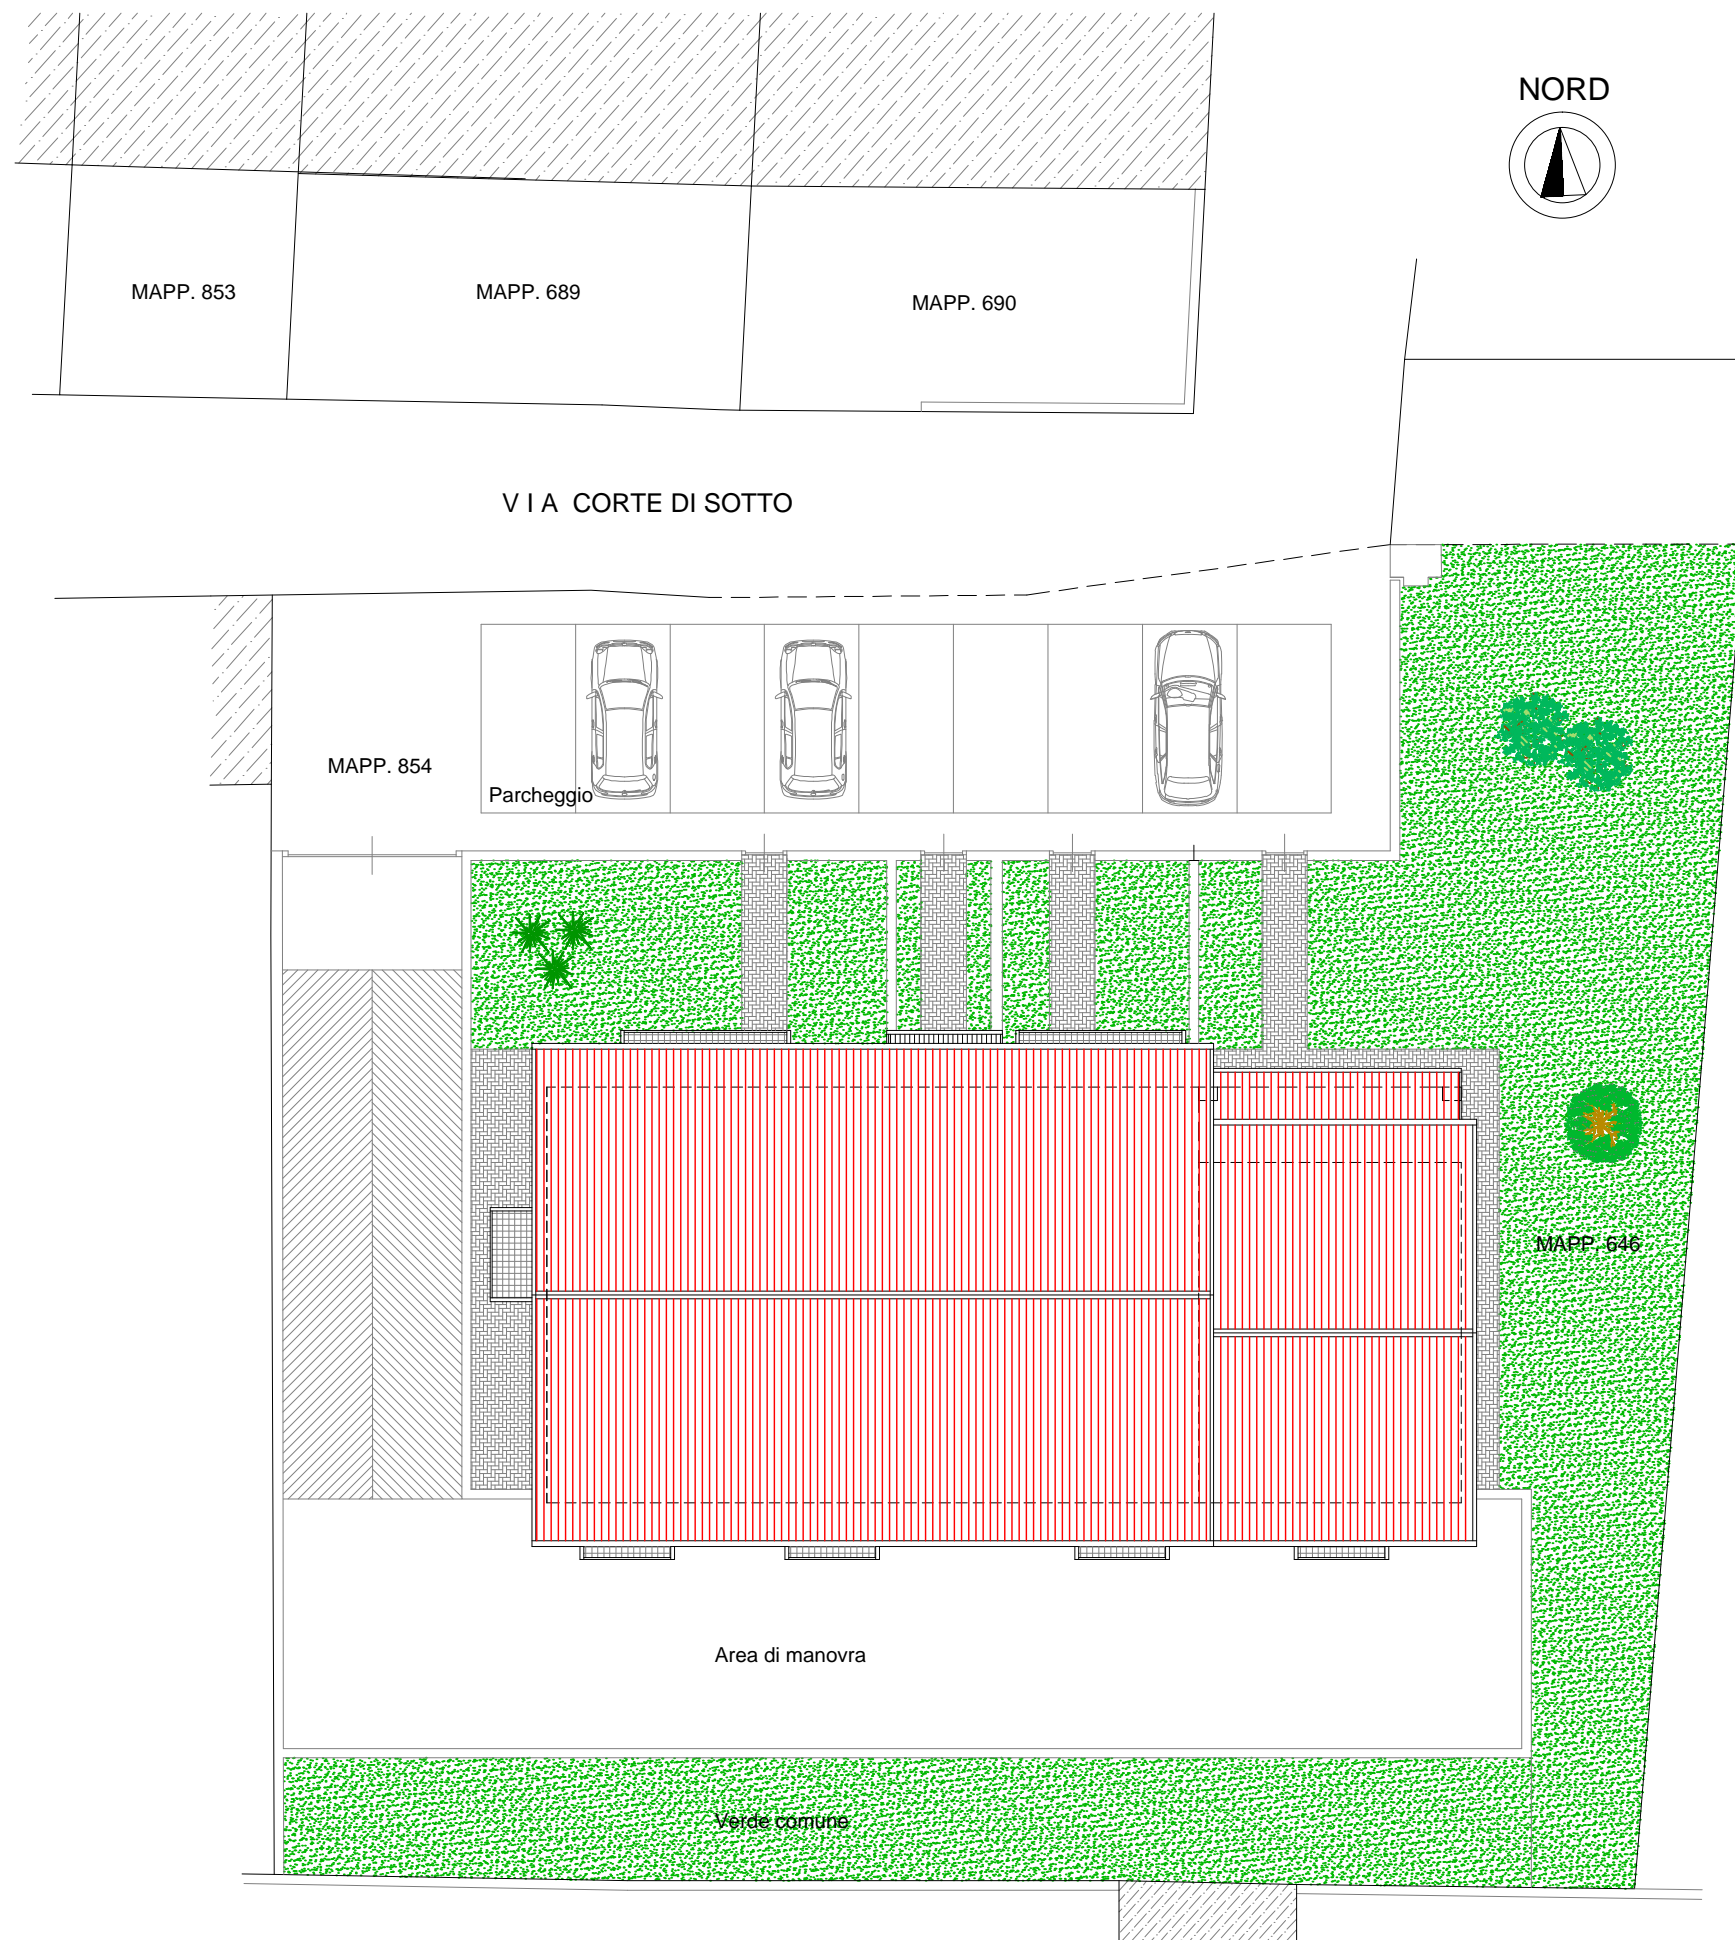 NORD
MAPP. 853
MAPP. 689
MAPP. 690
V I A CORTE DI SOTTO
MAPP. 854
Parcheggio
MAPP. 646
Area di manovra
Verde comune